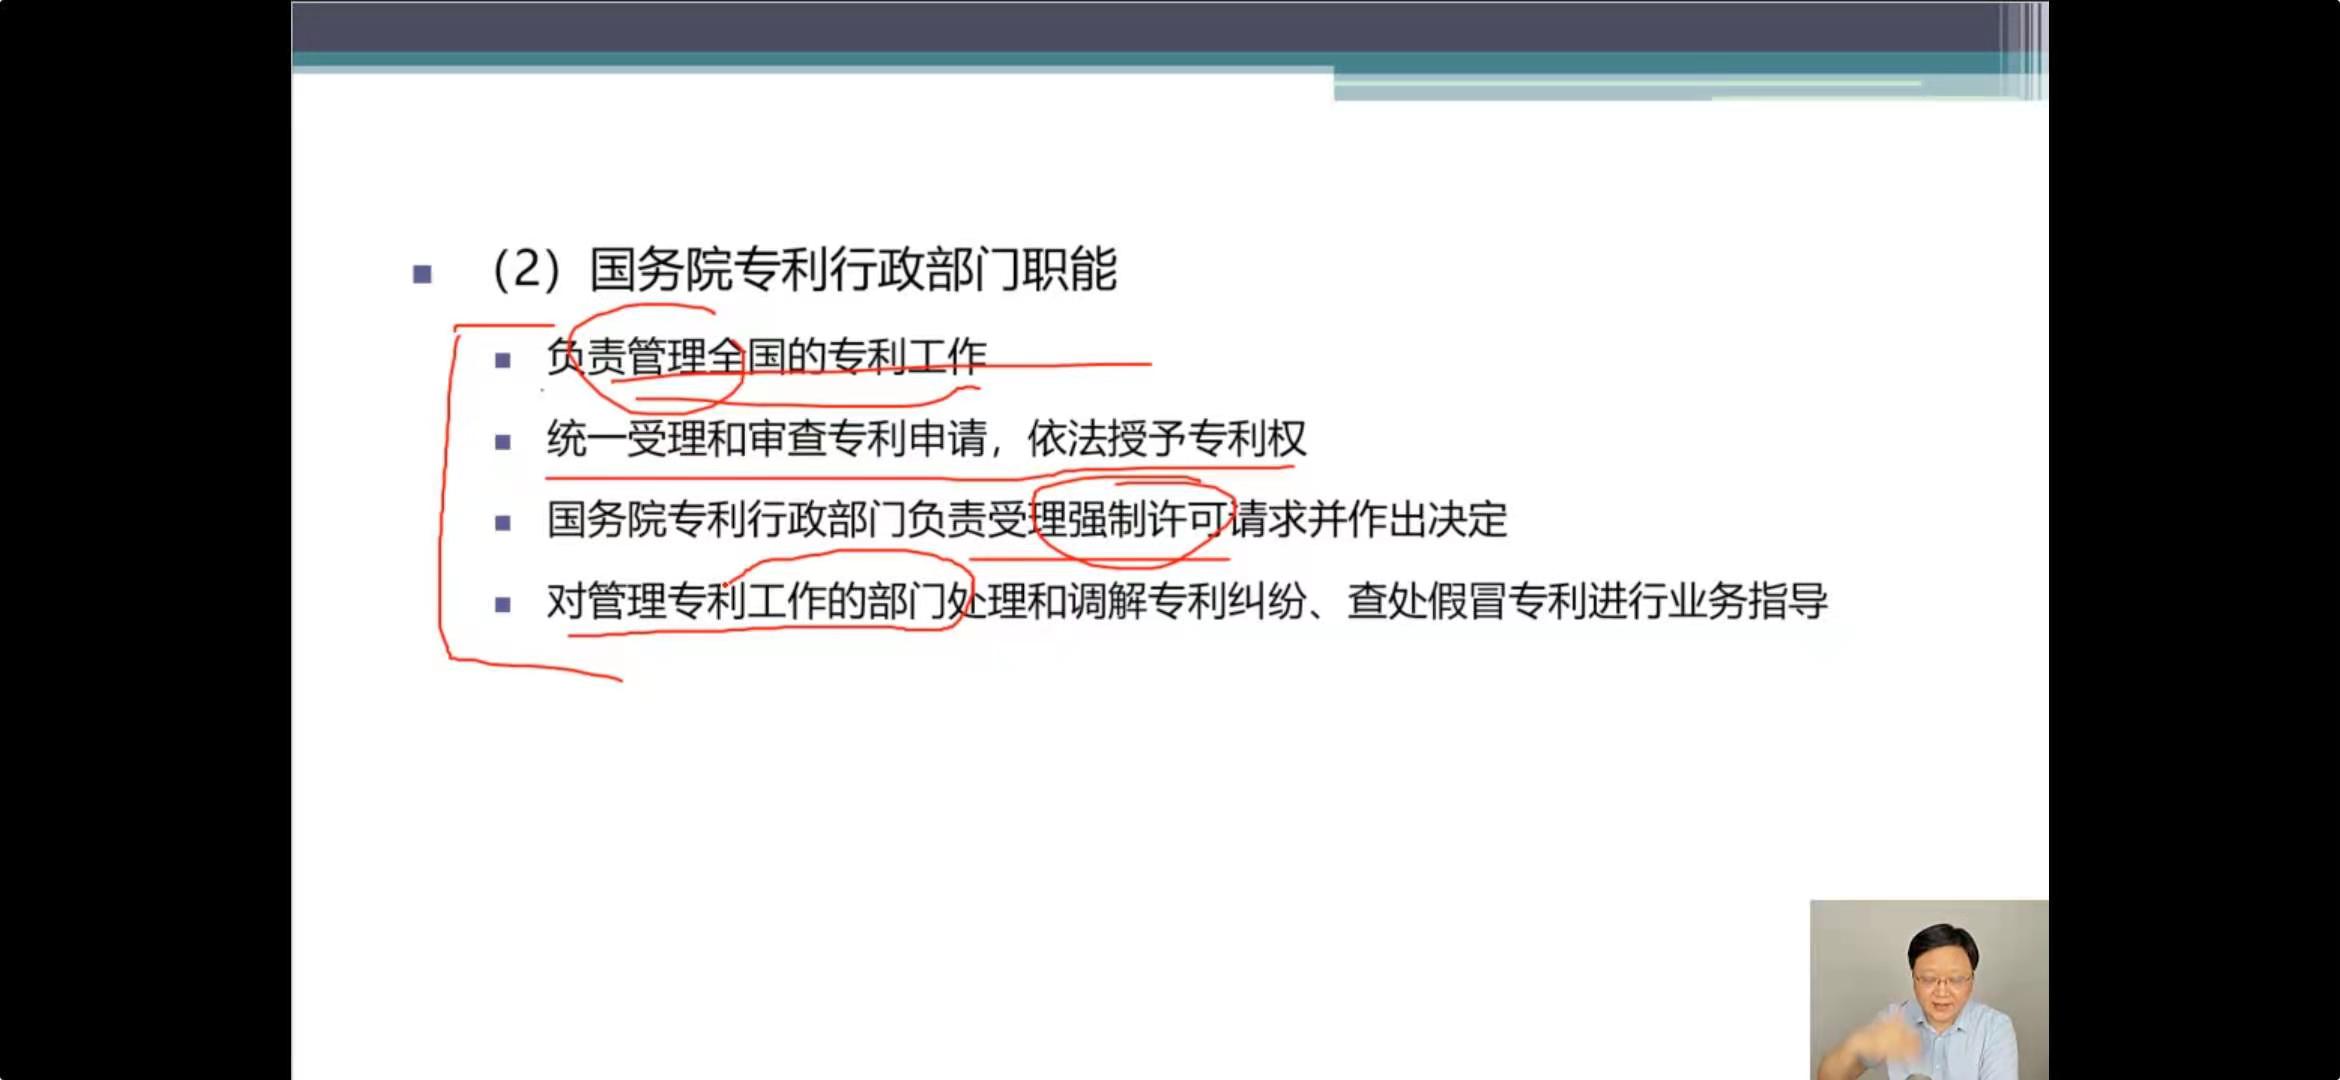 （2）国务院专利行政部门职能
负责管理全国的专利工作
统一受理和审查专利申请，依法授予专利权
国务院专利行政部门负责受理强制许可请求并作出决定
对管理专利工作的部门处理和调解专利纠纷、查处假冒专利进行业务指导